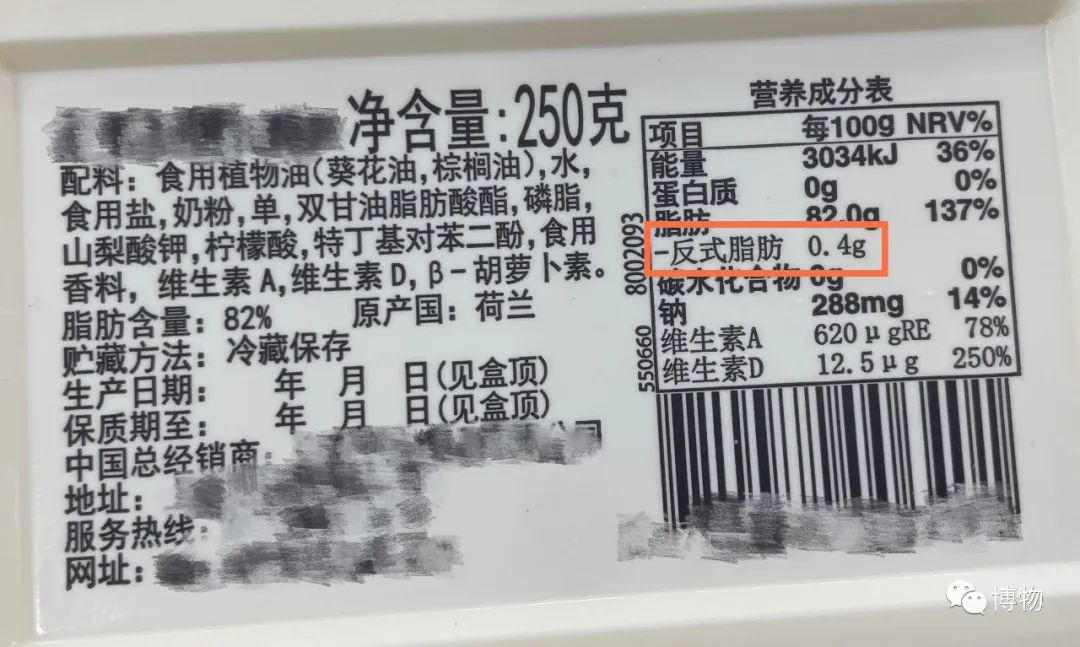 净含量:250克
配料：食用植物油(葵花油,棕榈油),水,
食用盐,奶粉,单,双甘油脂肪酸酯,磷脂,
山梨酸钾,柠檬酸,特丁基对苯二酚,食用
香料，维生素A,维生素D,β-胡萝卜素。
脂肪含量：82% 原产国：荷兰
贮藏方法：冷藏保存
生产日期： 年 月 日(见盒顶)
保质期至： 年 月 日(见盒顶)
中国总经销商:
地址：
服务热线:
网址：
营养成分表
项目 每100g NRV%
能量 3034kJ 36%
蛋白质 0g 0%
脂肪 82.0g 137%
-反式脂肪 0.4g
碳水化合物 0g 0%
钠 288mg 14%
维生素A 620μgRE 78%
维生素D 12.5μg 250%
8002093
550660
博物